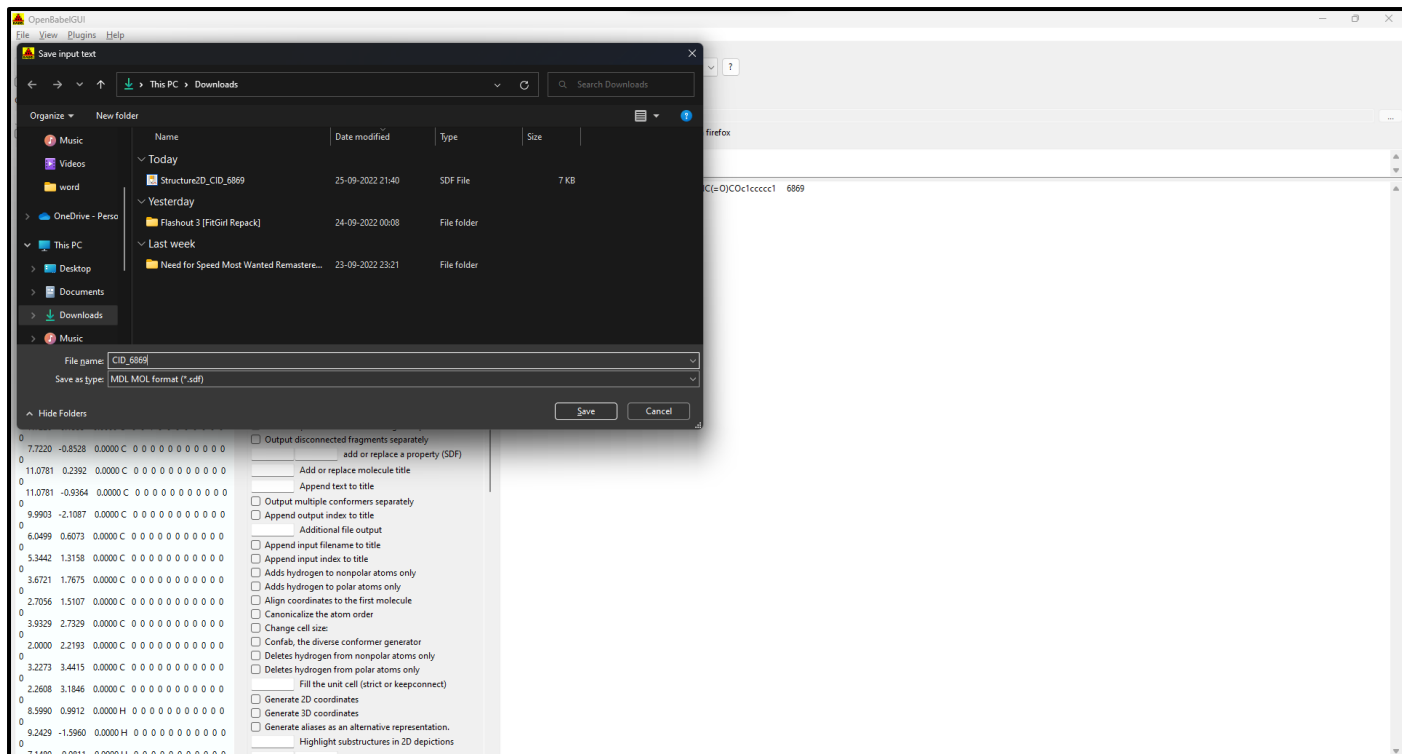 OpenBabelGUI
File View Plugins Help
Save input text
This PC › Downloads
Search Downloads
?
Organize New folder
?
...
firefox
Name Date modified Type Size
Music
Videos
word
OneDrive - Perso
This PC
Desktop
Documents
Downloads
Music
Today
Structure2D_CID_6869 25-09-2022 21:40 SDF File 7 KB
Yesterday
Flashout 3 [FitGirl Repack] 24-09-2022 00:08 File folder
Last week
Need for Speed Most Wanted Remastere... 23-09-2022 23:21 File folder
C(=O)COc1ccccc1 6869
File name: CID_6869
Save as type: MDL MOL format (*.sdf)
Hide Folders Save Cancel
0
7.7220 -0.8528 0.0000 C 0 0 0 0 0 0 0 0 0 0 0
0
11.0781 0.2392 0.0000 C 0 0 0 0 0 0 0 0 0 0 0
0
11.0781 -0.9364 0.0000 C 0 0 0 0 0 0 0 0 0 0 0
0
9.9903 -2.1087 0.0000 C 0 0 0 0 0 0 0 0 0 0 0
0
6.0499 0.6073 0.0000 C 0 0 0 0 0 0 0 0 0 0 0
0
5.3442 1.3158 0.0000 C 0 0 0 0 0 0 0 0 0 0 0
0
3.6721 1.7675 0.0000 C 0 0 0 0 0 0 0 0 0 0 0
0
2.7056 1.5107 0.0000 C 0 0 0 0 0 0 0 0 0 0 0
0
3.9329 2.7329 0.0000 C 0 0 0 0 0 0 0 0 0 0 0
0
2.0000 2.2193 0.0000 C 0 0 0 0 0 0 0 0 0 0 0
0
3.2273 3.4415 0.0000 C 0 0 0 0 0 0 0 0 0 0 0
0
2.2608 3.1846 0.0000 C 0 0 0 0 0 0 0 0 0 0 0
0
8.5990 0.9912 0.0000 H 0 0 0 0 0 0 0 0 0 0 0
0
9.2429 -1.5960 0.0000 H 0 0 0 0 0 0 0 0 0 0 0
0
Output disconnected fragments separately
add or replace a property (SDF)
Add or replace molecule title
Append text to title
Output multiple conformers separately
Append output index to title
Additional file output
Append input filename to title
Append input index to title
Adds hydrogen to nonpolar atoms only
Adds hydrogen to polar atoms only
Align coordinates to the first molecule
Canonicalize the atom order
Change cell size:
Confab, the diverse conformer generator
Deletes hydrogen from nonpolar atoms only
Deletes hydrogen from polar atoms only
Fill the unit cell (strict or keepconnect)
Generate 2D coordinates
Generate 3D coordinates
Generate aliases as an alternative representation.
Highlight substructures in 2D depictions